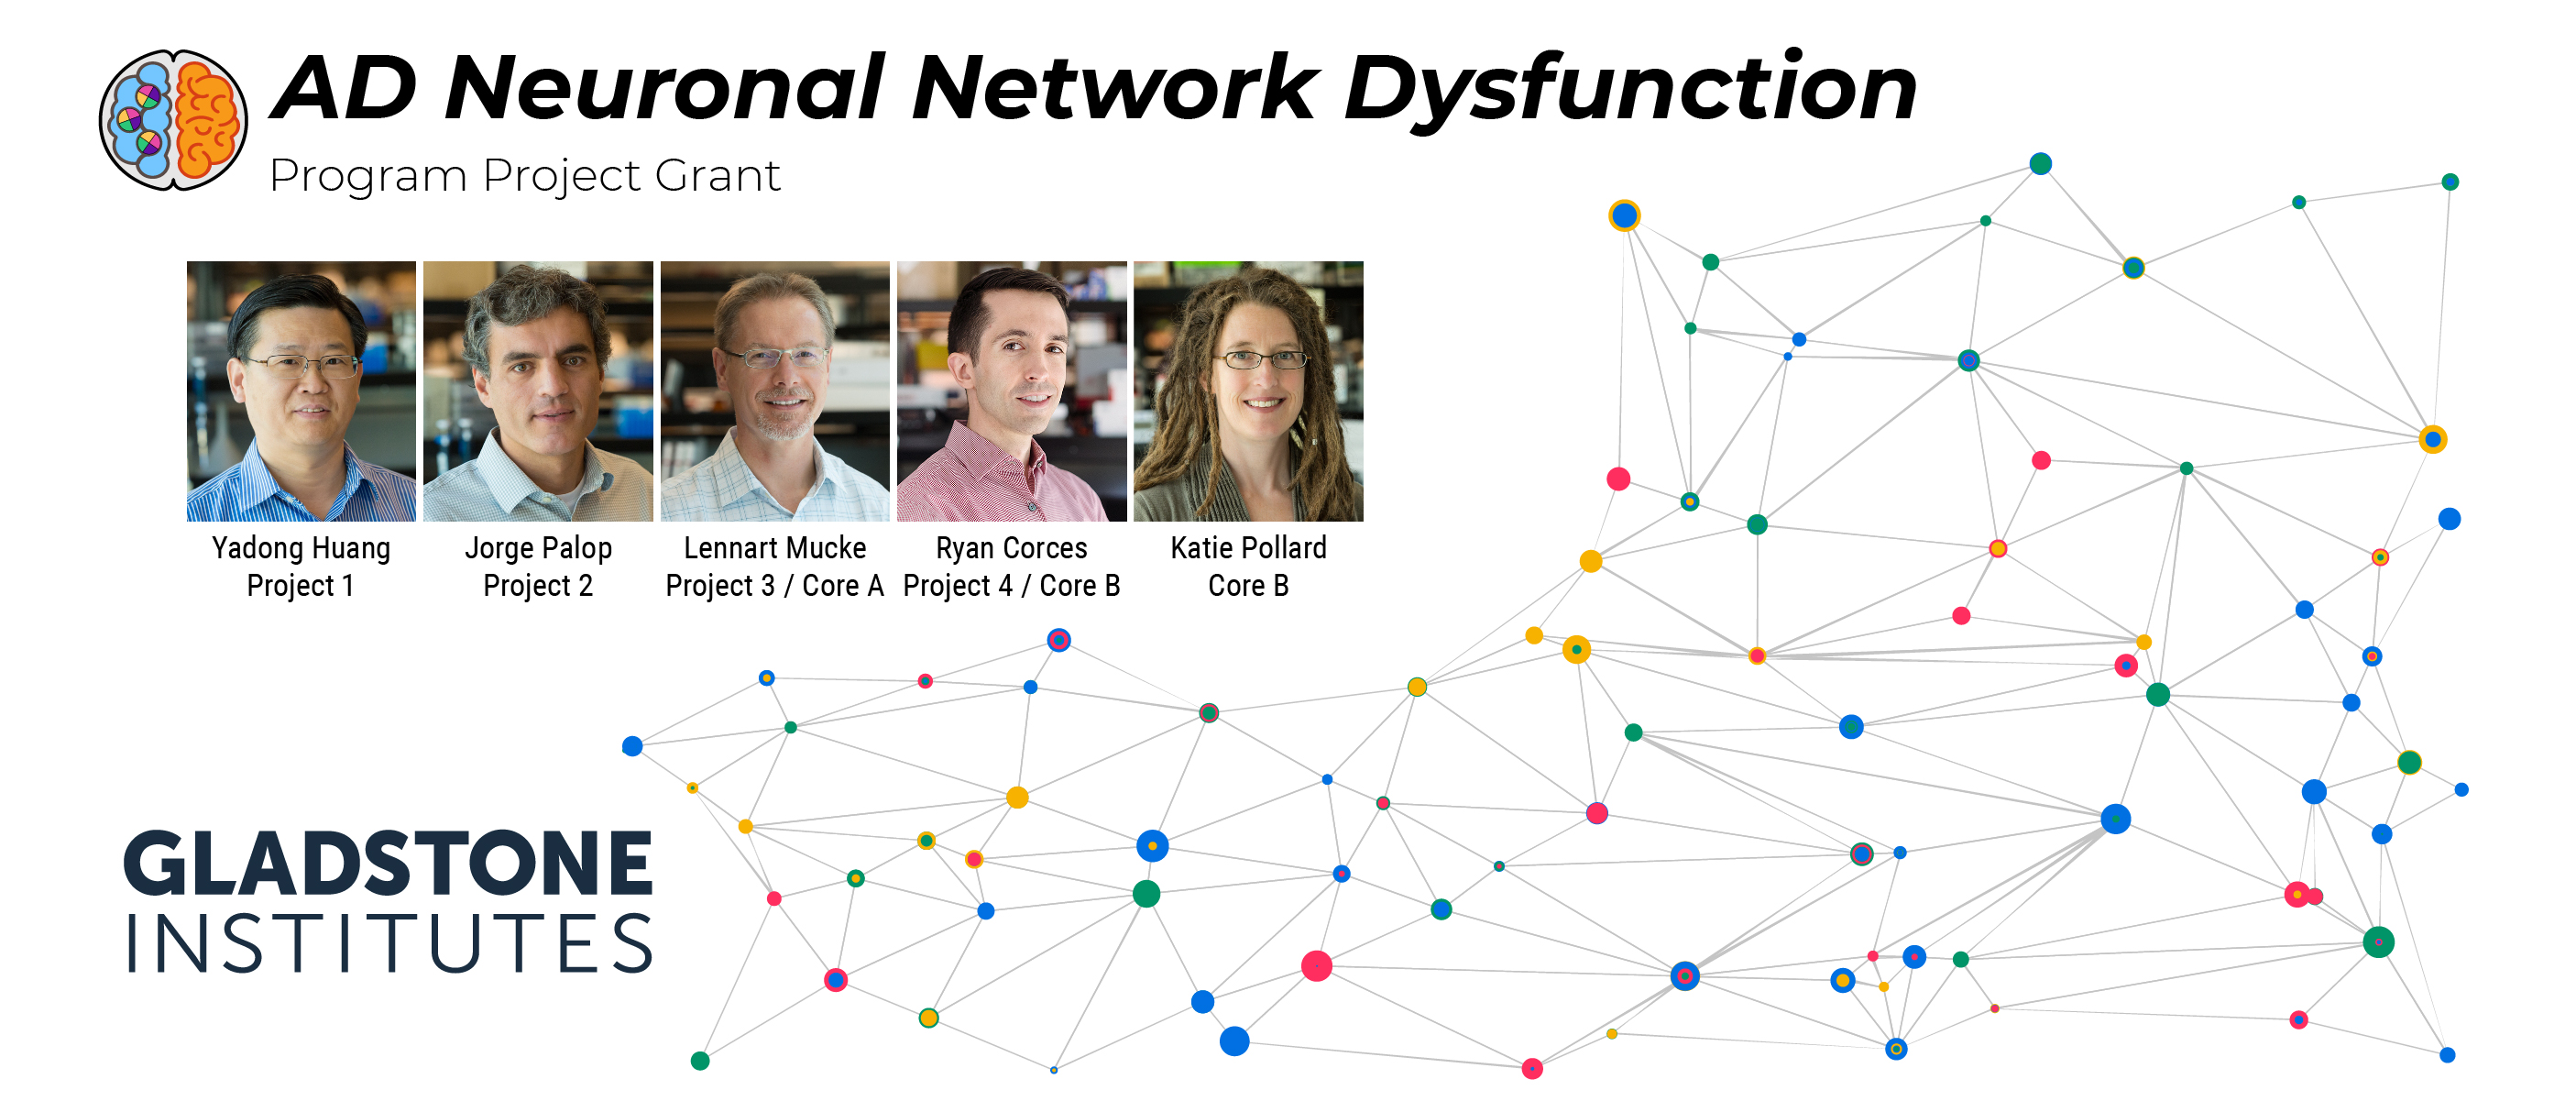 AD Neuronal Network Dysfunction
Program Project Grant
Yadong Huang
Project 1
Jorge Palop
Project 2
Lennart Mucke
Project 3 / Core A
Ryan Corces
Project 4 / Core B
Katie Pollard
Core B
GLADSTONE
INSTITUTES